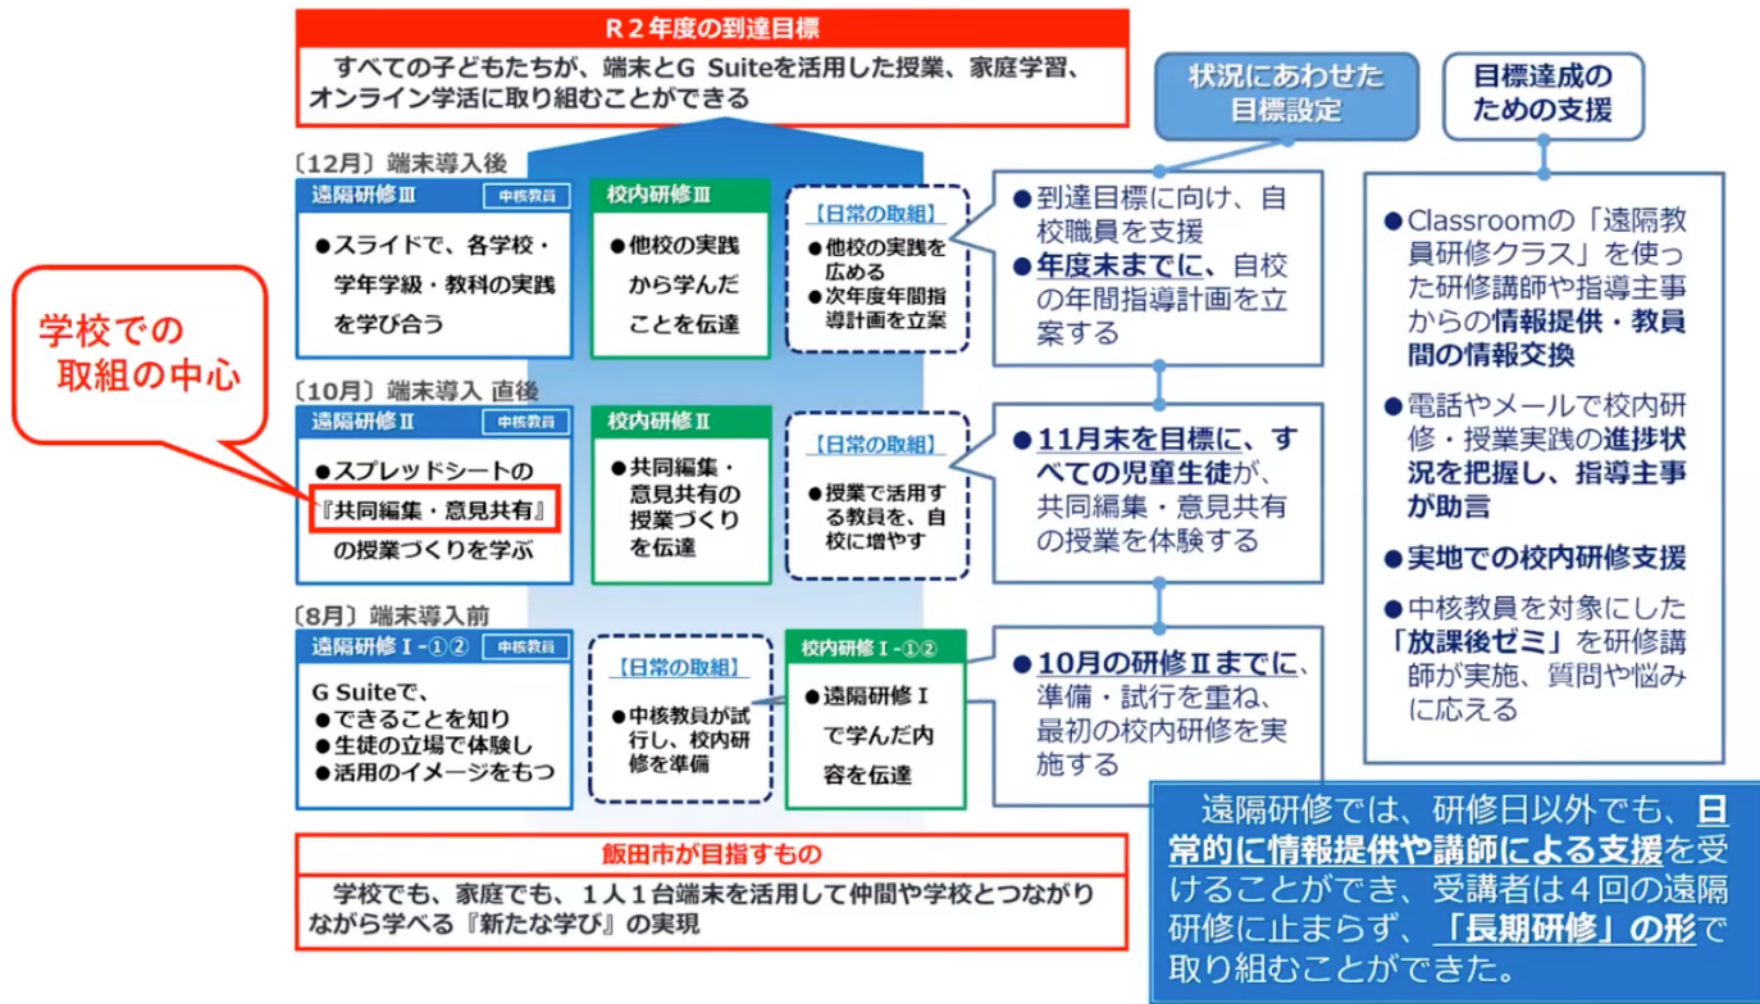 R2年度の到達目標
すべての子どもたちが、端末とG Suiteを活用した授業、家庭学習、
オンライン学活に取り組むことができる
状況にあわせた
目標設定
目標達成の
ための支援
〔12月〕端末導入後
遠隔研修Ⅲ 中核教員
●スライドで、各学校・
学年学級・教科の実践
を学び合う
校内研修Ⅲ
●他校の実践
から学んだ
ことを伝達
【日常の取組】
●他校の実践を
広める
●次年度年間指
導計画を立案
●到達目標に向け、自
校職員を支援
●年度末までに、自校
の年間指導計画を立
案する
学校での
取組の中心
〔10月〕端末導入 直後
遠隔研修Ⅱ 中核教員
●スプレッドシートの
『共同編集・意見共有』
の授業づくりを学ぶ
校内研修Ⅱ
●共同編集・
意見共有の
授業づくり
を伝達
【日常の取組】
●授業で活用す
る教員を、自
校に増やす
●11月末を目標に、す
べての児童生徒が、
共同編集・意見共有
の授業を体験する
〔8月〕端末導入前
遠隔研修Ⅰ-①② 中核教員
G Suiteで、
●できることを知り
●生徒の立場で体験し
●活用のイメージをもつ
【日常の取組】
●中核教員が試
行し、校内研
修を準備
校内研修Ⅰ-①②
●遠隔研修Ⅰ
で学んだ内
容を伝達
●10月の研修Ⅱまでに、
準備・試行を重ね、
最初の校内研修を実
施する
●Classroomの「遠隔教
員研修クラス」を使っ
た研修講師や指導主事
からの情報提供・教員
間の情報交換
●電話やメールで校内研
修・授業実践の進捗状
況を把握し、指導主事
が助言
●実地での校内研修支援
●中核教員を対象にした
「放課後ゼミ」を研修講
師が実施、質問や悩み
に応える
飯田市が目指すもの
学校でも、家庭でも、1人1台端末を活用して仲間や学校とつながり
ながら学べる『新たな学び』の実現
遠隔研修では、研修日以外でも、日
常的に情報提供や講師による支援を受
けることができ、受講者は4回の遠隔
研修に止まらず、「長期研修」の形で
取り組むことができた。